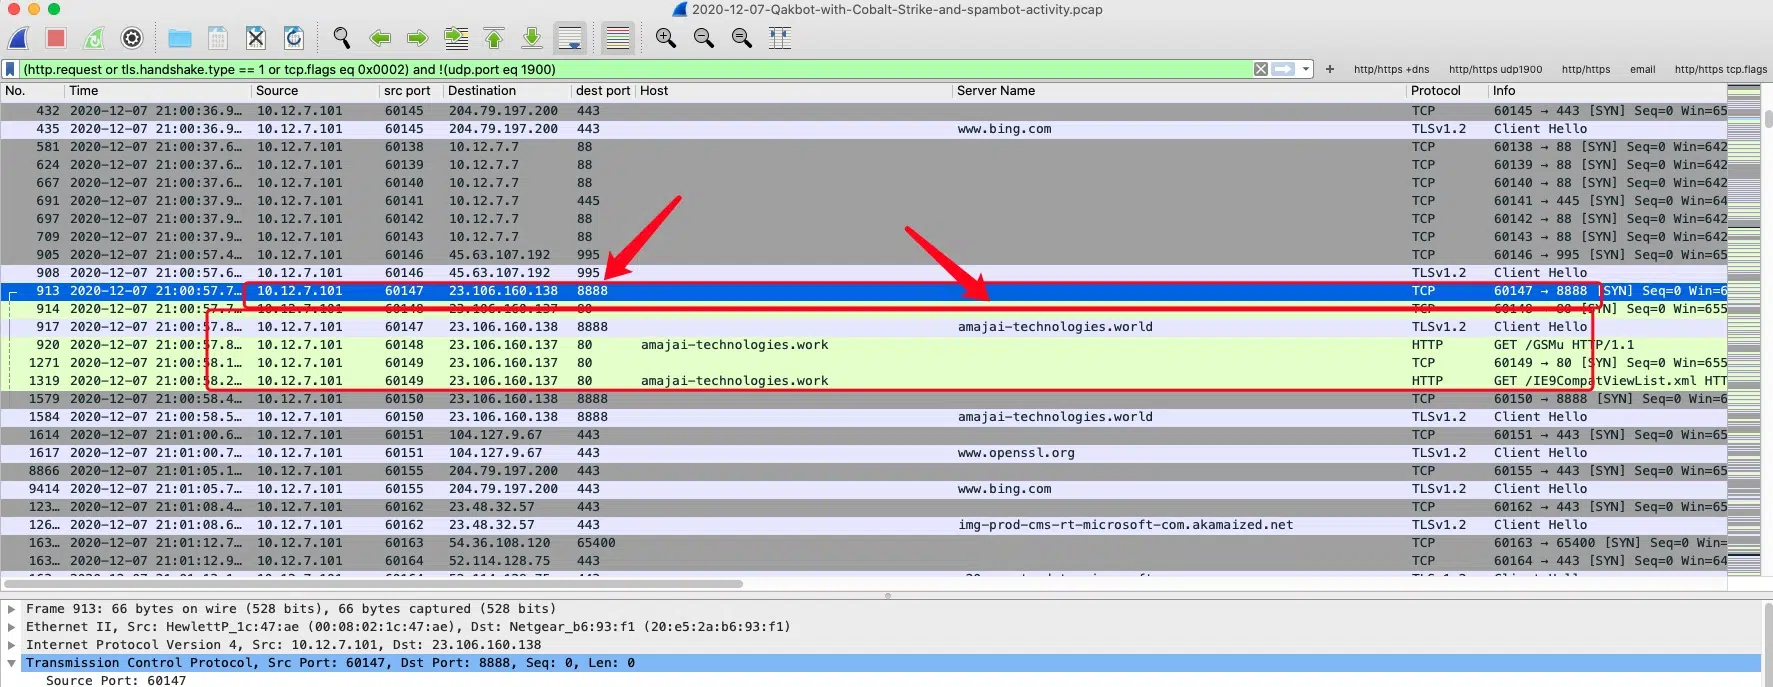 2020-12-07-Qakbot-with-Cobalt-Strike-and-spambot-activity.pcap
(http.request or tls.handshake.type == 1 or tcp.flags eq 0x0002) and !(udp.port eq 1900)
+ http/https +dns http/https udp1900 http/https email http/https tcp.flags
No. Time Source src port Destination dest port Host Server Name Protocol Info
432 2020-12-07 21:00:36.9… 10.12.7.101 60145 204.79.197.200 443 TCP 60145 → 443 [SYN] Seq=0 Win=65
435 2020-12-07 21:00:36.9… 10.12.7.101 60145 204.79.197.200 443 www.bing.com TLSv1.2 Client Hello
581 2020-12-07 21:00:37.6… 10.12.7.101 60138 10.12.7.7 88 TCP 60138 → 88 [SYN] Seq=0 Win=642
624 2020-12-07 21:00:37.6… 10.12.7.101 60139 10.12.7.7 88 TCP 60139 → 88 [SYN] Seq=0 Win=642
667 2020-12-07 21:00:37.6… 10.12.7.101 60140 10.12.7.7 88 TCP 60140 → 88 [SYN] Seq=0 Win=642
691 2020-12-07 21:00:37.9… 10.12.7.101 60141 10.12.7.7 445 TCP 60141 → 445 [SYN] Seq=0 Win=64
697 2020-12-07 21:00:37.9… 10.12.7.101 60142 10.12.7.7 88 TCP 60142 → 88 [SYN] Seq=0 Win=642
709 2020-12-07 21:00:37.9… 10.12.7.101 60143 10.12.7.7 88 TCP 60143 → 88 [SYN] Seq=0 Win=642
905 2020-12-07 21:00:57.4… 10.12.7.101 60146 45.63.107.192 995 TCP 60146 → 995 [SYN] Seq=0 Win=6
908 2020-12-07 21:00:57.6… 10.12.7.101 60146 45.63.107.192 995 TLSv1.2 Client Hello
913 2020-12-07 21:00:57.7… 10.12.7.101 60147 23.106.160.138 8888 TCP 60147 → 8888 [SYN] Seq=0 Win=6
914 2020-12-07 21:00:57.7… 10.12.7.101 60148 23.106.160.137 80 TCP 60148 → 80 [SYN] Seq=0 Win=655
917 2020-12-07 21:00:57.8… 10.12.7.101 60147 23.106.160.138 8888 amajai-technologies.world TLSv1.2 Client Hello
920 2020-12-07 21:00:57.8… 10.12.7.101 60148 23.106.160.137 80 amajai-technologies.work HTTP GET /GSMu HTTP/1.1
1271 2020-12-07 21:00:58.1… 10.12.7.101 60149 23.106.160.137 80 TCP 60149 → 80 [SYN] Seq=0 Win=655
1319 2020-12-07 21:00:58.2… 10.12.7.101 60149 23.106.160.137 80 amajai-technologies.work HTTP GET /IE9CompatViewList.xml HTT
1579 2020-12-07 21:00:58.4… 10.12.7.101 60150 23.106.160.138 8888 TCP 60150 → 8888 [SYN] Seq=0 Win=6
1584 2020-12-07 21:00:58.5… 10.12.7.101 60150 23.106.160.138 8888 amajai-technologies.world TLSv1.2 Client Hello
1614 2020-12-07 21:01:00.6… 10.12.7.101 60151 104.127.9.67 443 TCP 60151 → 443 [SYN] Seq=0 Win=65
1617 2020-12-07 21:01:00.7… 10.12.7.101 60151 104.127.9.67 443 www.openssl.org TLSv1.2 Client Hello
8866 2020-12-07 21:01:05.1… 10.12.7.101 60155 204.79.197.200 443 TCP 60155 → 443 [SYN] Seq=0 Win=65
9414 2020-12-07 21:01:05.7… 10.12.7.101 60155 204.79.197.200 443 www.bing.com TLSv1.2 Client Hello
123… 2020-12-07 21:01:08.4… 10.12.7.101 60162 23.48.32.57 443 TCP 60162 → 443 [SYN] Seq=0 Win=65
126… 2020-12-07 21:01:08.6… 10.12.7.101 60162 23.48.32.57 443 img-prod-cms-rt-microsoft-com.akamaized.net TLSv1.2 Client Hello
163… 2020-12-07 21:01:12.7… 10.12.7.101 60163 54.36.108.120 65400 TCP 60163 → 65400 [SYN] Seq=0 Win=
163… 2020-12-07 21:01:12.9… 10.12.7.101 60164 52.114.128.75 443 TCP 60164 → 443 [SYN] Seq=0 Win=64
Frame 913: 66 bytes on wire (528 bits), 66 bytes captured (528 bits)
Ethernet II, Src: HewlettP_1c:47:ae (00:08:02:1c:47:ae), Dst: Netgear_b6:93:f1 (20:e5:2a:b6:93:f1)
Internet Protocol Version 4, Src: 10.12.7.101, Dst: 23.106.160.138
Transmission Control Protocol, Src Port: 60147, Dst Port: 8888, Seq: 0, Len: 0
Source Port: 60147